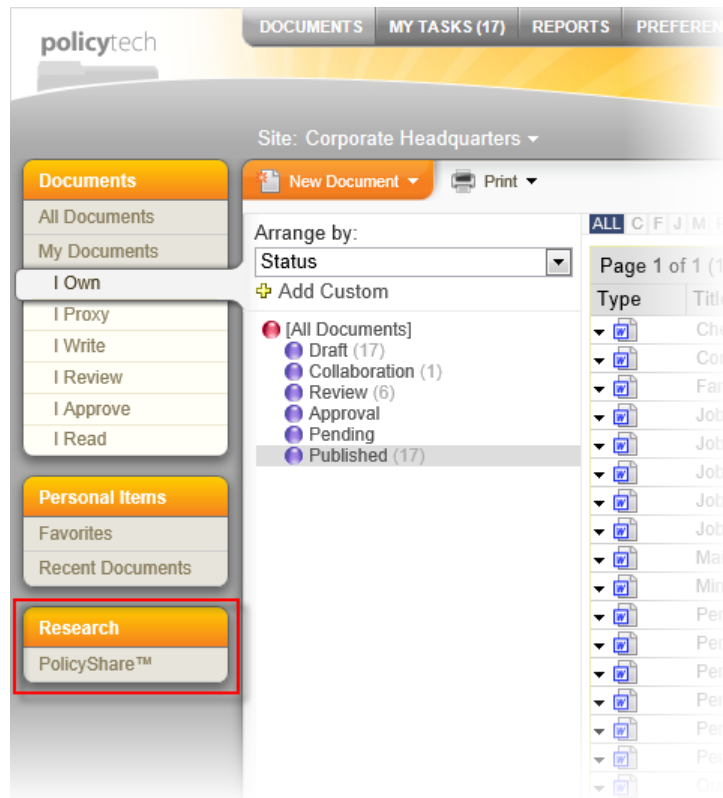 policytech
DOCUMENTS MY TASKS (17) REPORTS
Site: Corporate Headquarters
Documents
All Documents
My Documents
I Own
I Proxy
I Write
I Review
I Approve
I Read
Personal Items
Favorites
Recent Documents
Research
PolicyShare™
New Document Print
Arrange by:
Status
Add Custom
[All Documents]
Draft (17)
Collaboration (1)
Review (6)
Approval
Pending
Published (17)
ALL C F J M
Page 1 of 1
Type